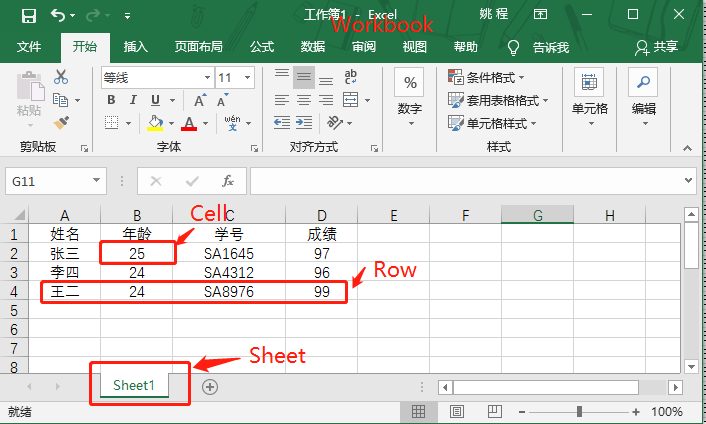 工作簿1 - Excel
Workbook
姚 程
文件 开始 插入 页面布局 公式 数据 审阅 视图 帮助 告诉我 共享
粘贴
等线 11
B I U A A
A wén 文
ab c
%
数字
条件格式
套用表格格式
单元格样式
单元格
编辑
剪贴板 字体 对齐方式 样式
G11 fx
A B C D E F G H
Cell
1 姓名 年龄 学号 成绩
2 张三 25 SA1645 97
3 李四 24 SA4312 96
Row
4 王二 24 SA8976 99
5
6
7
8
Sheet
Sheet1
就绪 100%